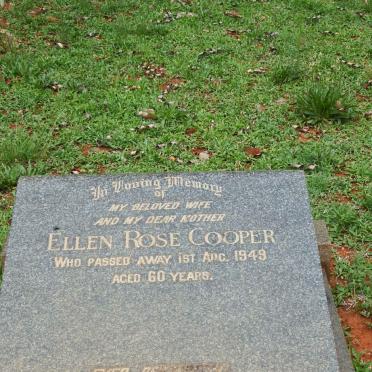 In Loving Memory
of
MY BELOVED WIFE
AND MY DEAR MOTHER
ELLEN ROSE COOPER
WHO PASSED AWAY 1ST AUG. 1949
AGED 60 YEARS.